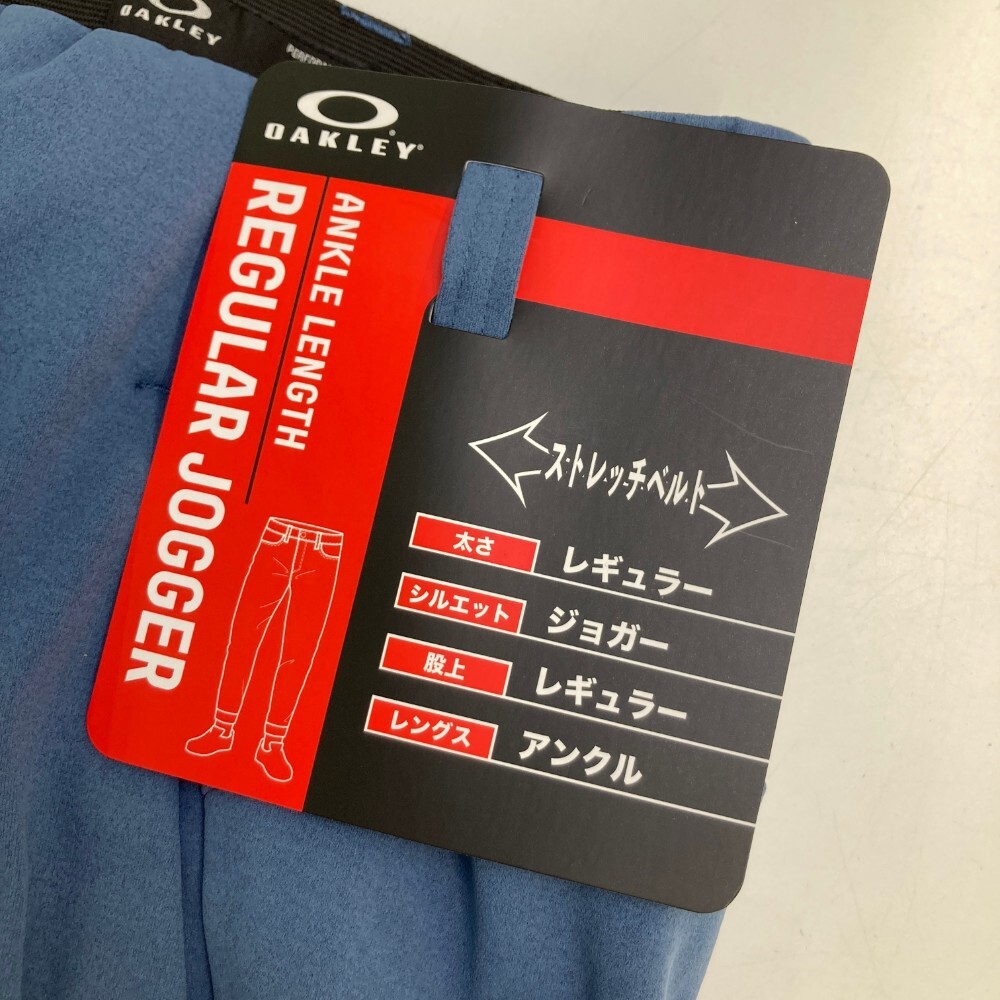 OAKLEY
OAKLEY
ANKLE LENGTH
REGULAR JOGGER
ストレッチベルト
太さ レギュラー
シルエット ジョガー
股上 レギュラー
レングス アンクル